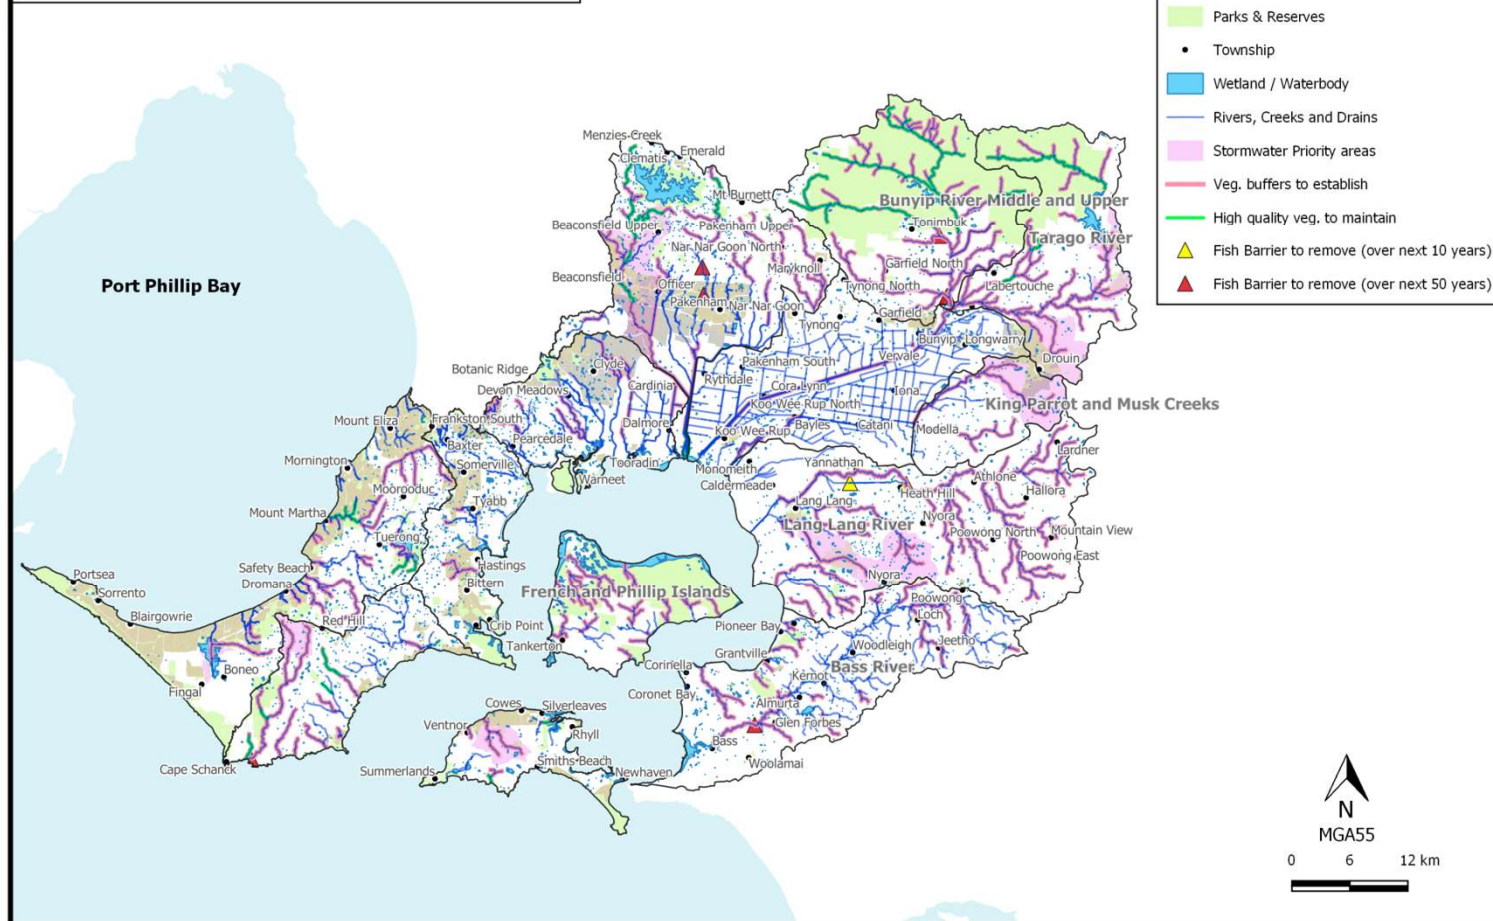 Parks & Reserves
Township
Wetland / Waterbody
Rivers, Creeks and Drains
Stormwater Priority areas
Veg. buffers to establish
High quality veg. to maintain
Fish Barrier to remove (over next 10 years)
Fish Barrier to remove (over next 50 years)
Port Phillip Bay
Menzies Creek
Emerald
Clematis
Mt Burnett
Bunyip River Middle and Upper
Beaconsfield Upper
Pakenham Upper
Tonimbuk
Tarago River
Nar Nar Goon North
Maryknoll
Garfield North
Beaconsfield
Officer
Tynong North
Labertouche
Pakenham
Nar Nar Goon
Tynong
Garfield
Bunyip
Longwarry
Drouin
Vervale
Botanic Ridge
Clyde
Pakenham South
Devon Meadows
Cardinia
Rythdale
Cora Lynn
Iona
Koo Wee Rup North
King Parrot and Musk Creeks
Mount Eliza
Frankston South
Dalmore
Koo Wee Rup
Bayles
Catani
Modella
Baxter
Pearcedale
Lardner
Mornington
Somerville
Tooradin
Monomeith
Yannathan
Warneet
Caldermeade
Athlone
Moorooduc
Heath Hill
Hallora
Tyabb
Lang Lang
Mount Martha
Lang Lang River
Nyora
Poowong North
Mountain View
Tuerong
Poowong East
Safety Beach
Hastings
Nyora
Portsea
Dromana
Bittern
French and Phillip Islands
Sorrento
Poowong
Loch
Blairgowrie
Red Hill
Crib Point
Pioneer Bay
Tankerton
Woodleigh
Jeetho
Grantville
Bass River
Boneo
Coririella
Kernot
Fingal
Coronet Bay
Almurta
Cowes
Silverleaves
Glen Forbes
Ventnor
Rhyll
Bass
Cape Schanck
Smiths Beach
Woolamai
Summerlands
Newhaven
N
MGA55
0 6 12 km